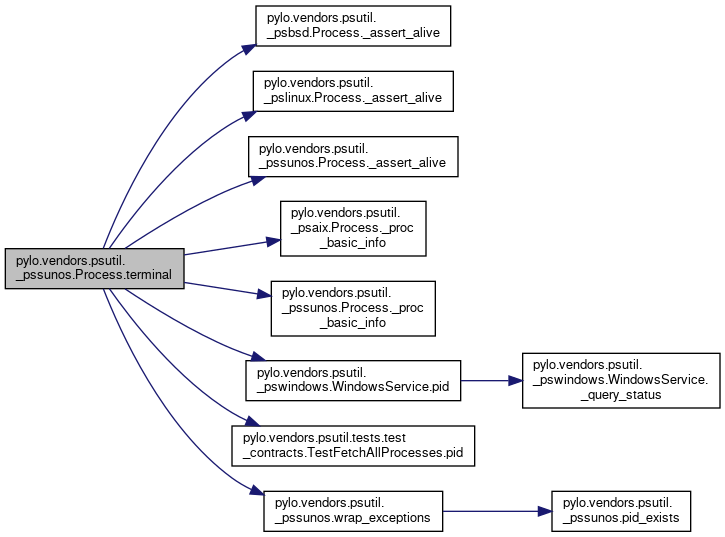 pylo.vendors.psutil.
_psbsd.Process._assert_alive
pylo.vendors.psutil.
_pslinux.Process._assert_alive
pylo.vendors.psutil.
_pssunos.Process._assert_alive
pylo.vendors.psutil.
_psaix.Process._proc
_basic_info
pylo.vendors.psutil.
_pssunos.Process.terminal
pylo.vendors.psutil.
_pssunos.Process._proc
_basic_info
pylo.vendors.psutil.
_pswindows.WindowsService.pid
pylo.vendors.psutil.
_pswindows.WindowsService.
_query_status
pylo.vendors.psutil.tests.test
_contracts.TestFetchAllProcesses.pid
pylo.vendors.psutil.
_pssunos.wrap_exceptions
pylo.vendors.psutil.
_pssunos.pid_exists